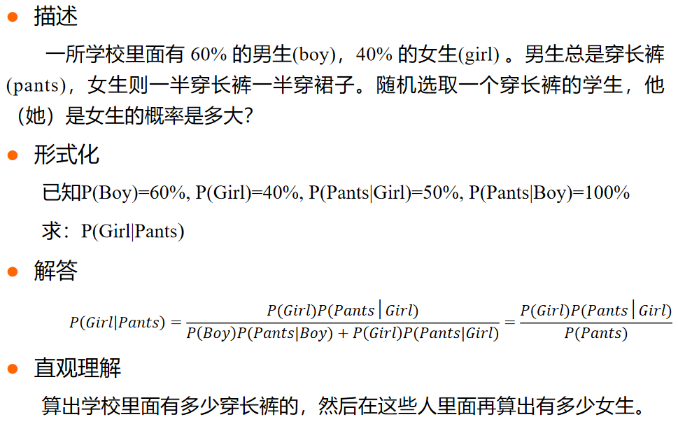 描述
一所学校里面有 60% 的男生(boy)，40% 的女生(girl) 。男生总是穿长裤
(pants)，女生则一半穿长裤一半穿裙子。随机选取一个穿长裤的学生，他
（她）是女生的概率是多大？
形式化
已知P(Boy)=60%, P(Girl)=40%, P(Pants|Girl)=50%, P(Pants|Boy)=100%
求：P(Girl|Pants)
解答
P(Girl|Pants) = P(Girl)P(Pants|Girl) / P(Boy)P(Pants|Boy) + P(Girl)P(Pants|Girl) = P(Girl)P(Pants|Girl) / P(Pants)
直观理解
算出学校里面有多少穿长裤的，然后在这些人里面再算出有多少女生。